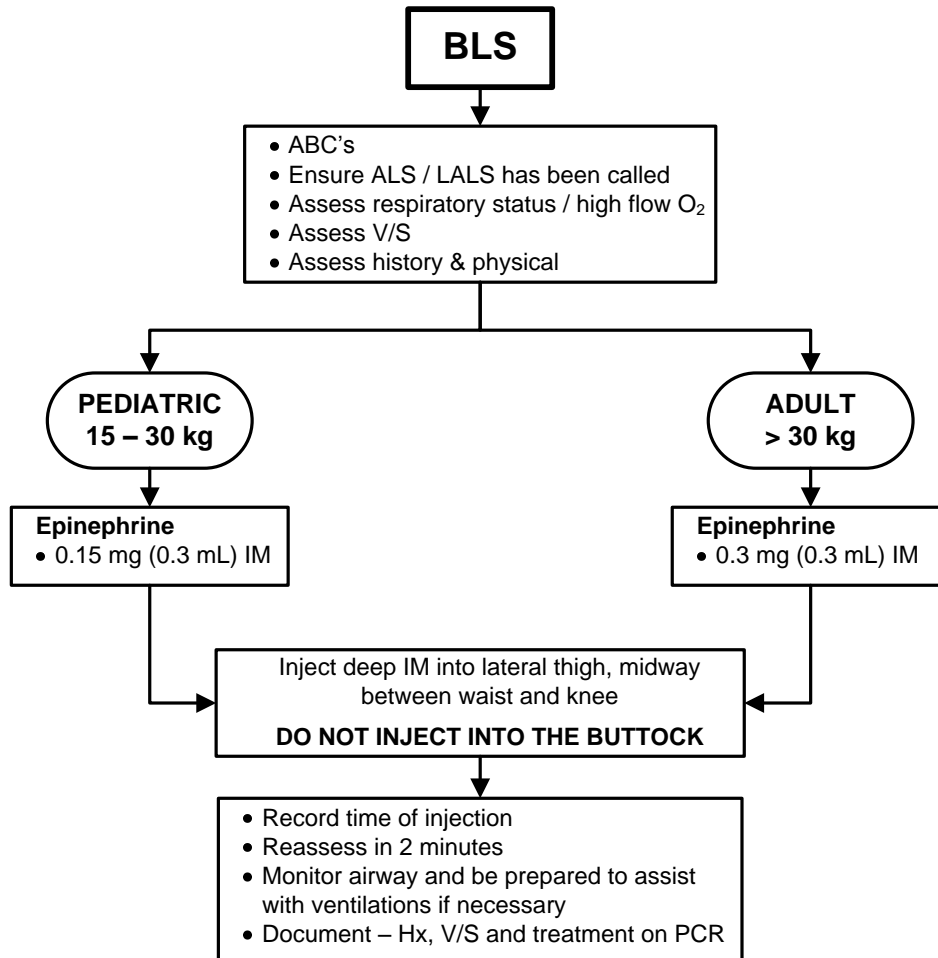 BLS
• ABC’s
• Ensure ALS / LALS has been called
• Assess respiratory status / high flow O₂
• Assess V/S
• Assess history & physical
PEDIATRIC
15 – 30 kg
ADULT
> 30 kg
Epinephrine
• 0.15 mg (0.3 mL) IM
Epinephrine
• 0.3 mg (0.3 mL) IM
Inject deep IM into lateral thigh, midway
between waist and knee
DO NOT INJECT INTO THE BUTTOCK
• Record time of injection
• Reassess in 2 minutes
• Monitor airway and be prepared to assist
with ventilations if necessary
• Document – Hx, V/S and treatment on PCR